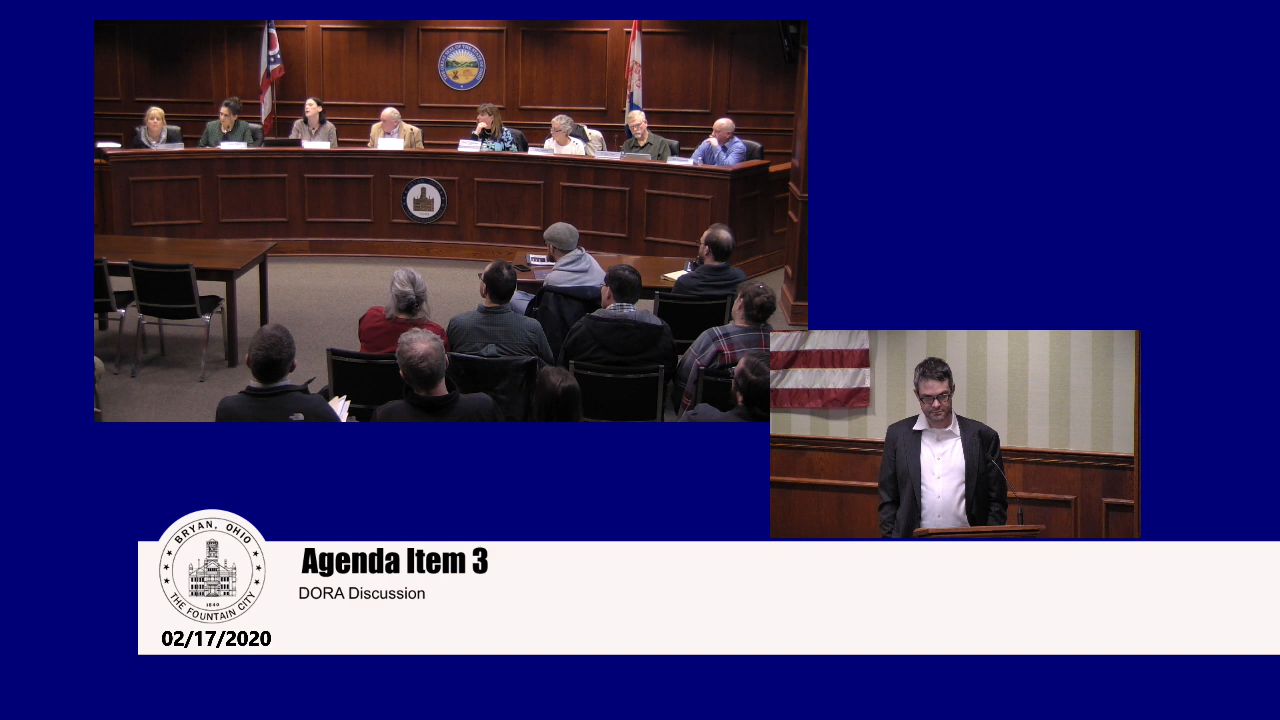 BRYAN, OHIO
1840
THE FOUNTAIN CITY
02/17/2020
Agenda Item 3
DORA Discussion